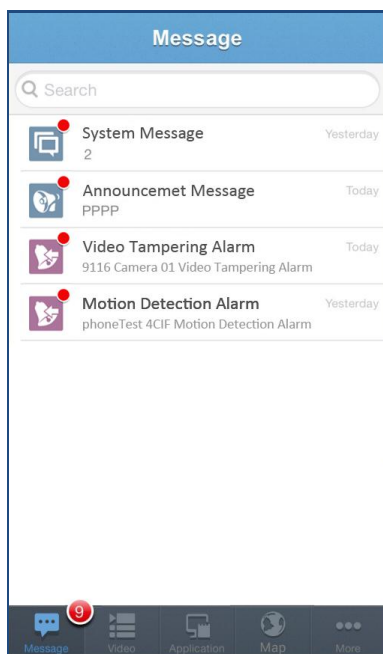 Message
Search
System Message
Yesterday
2
Announcemet Message
Today
PPPP
Video Tampering Alarm
Today
9116 Camera 01 Video Tampering Alarm
Motion Detection Alarm
Yesterday
phoneTest 4CIF Motion Detection Alarm
9
Message
Video
Application
Map
More